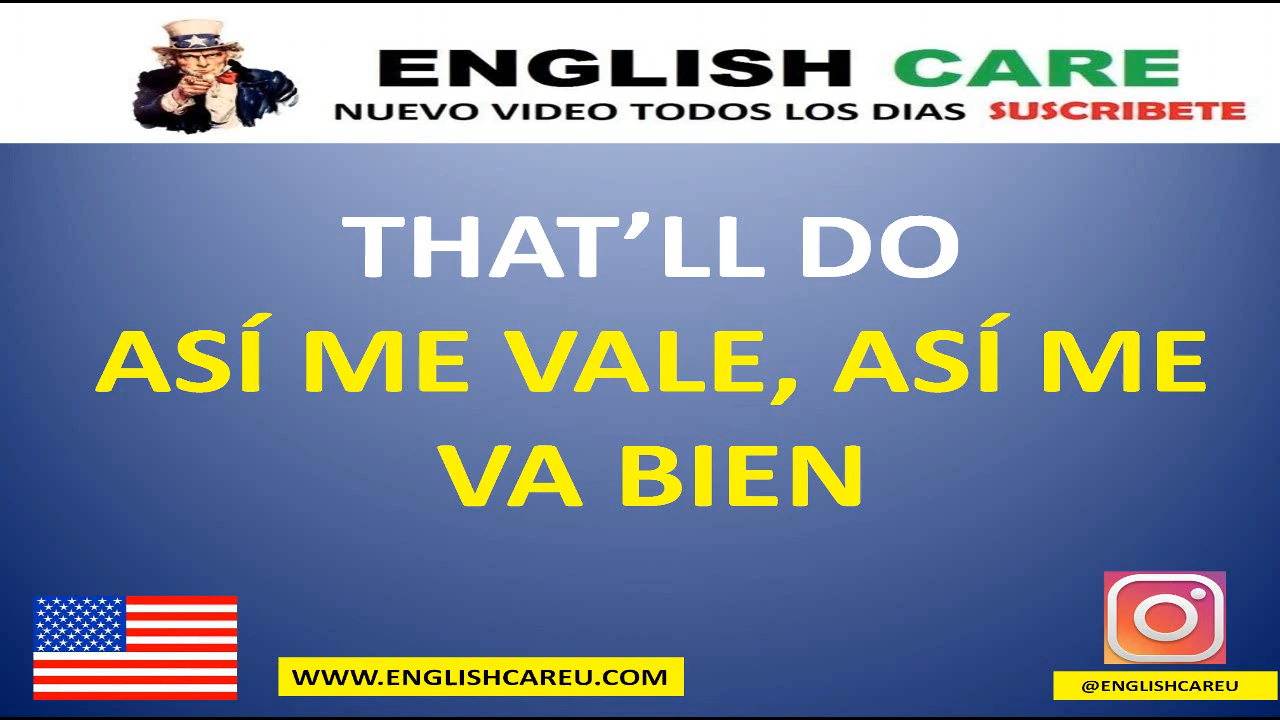 ENGLISH CARE
NUEVO VIDEO TODOS LOS DIAS SUSCRIBETE
THAT’LL DO
ASÍ ME VALE, ASÍ ME
VA BIEN
WWW.ENGLISHCAREU.COM
@ENGLISHCAREU